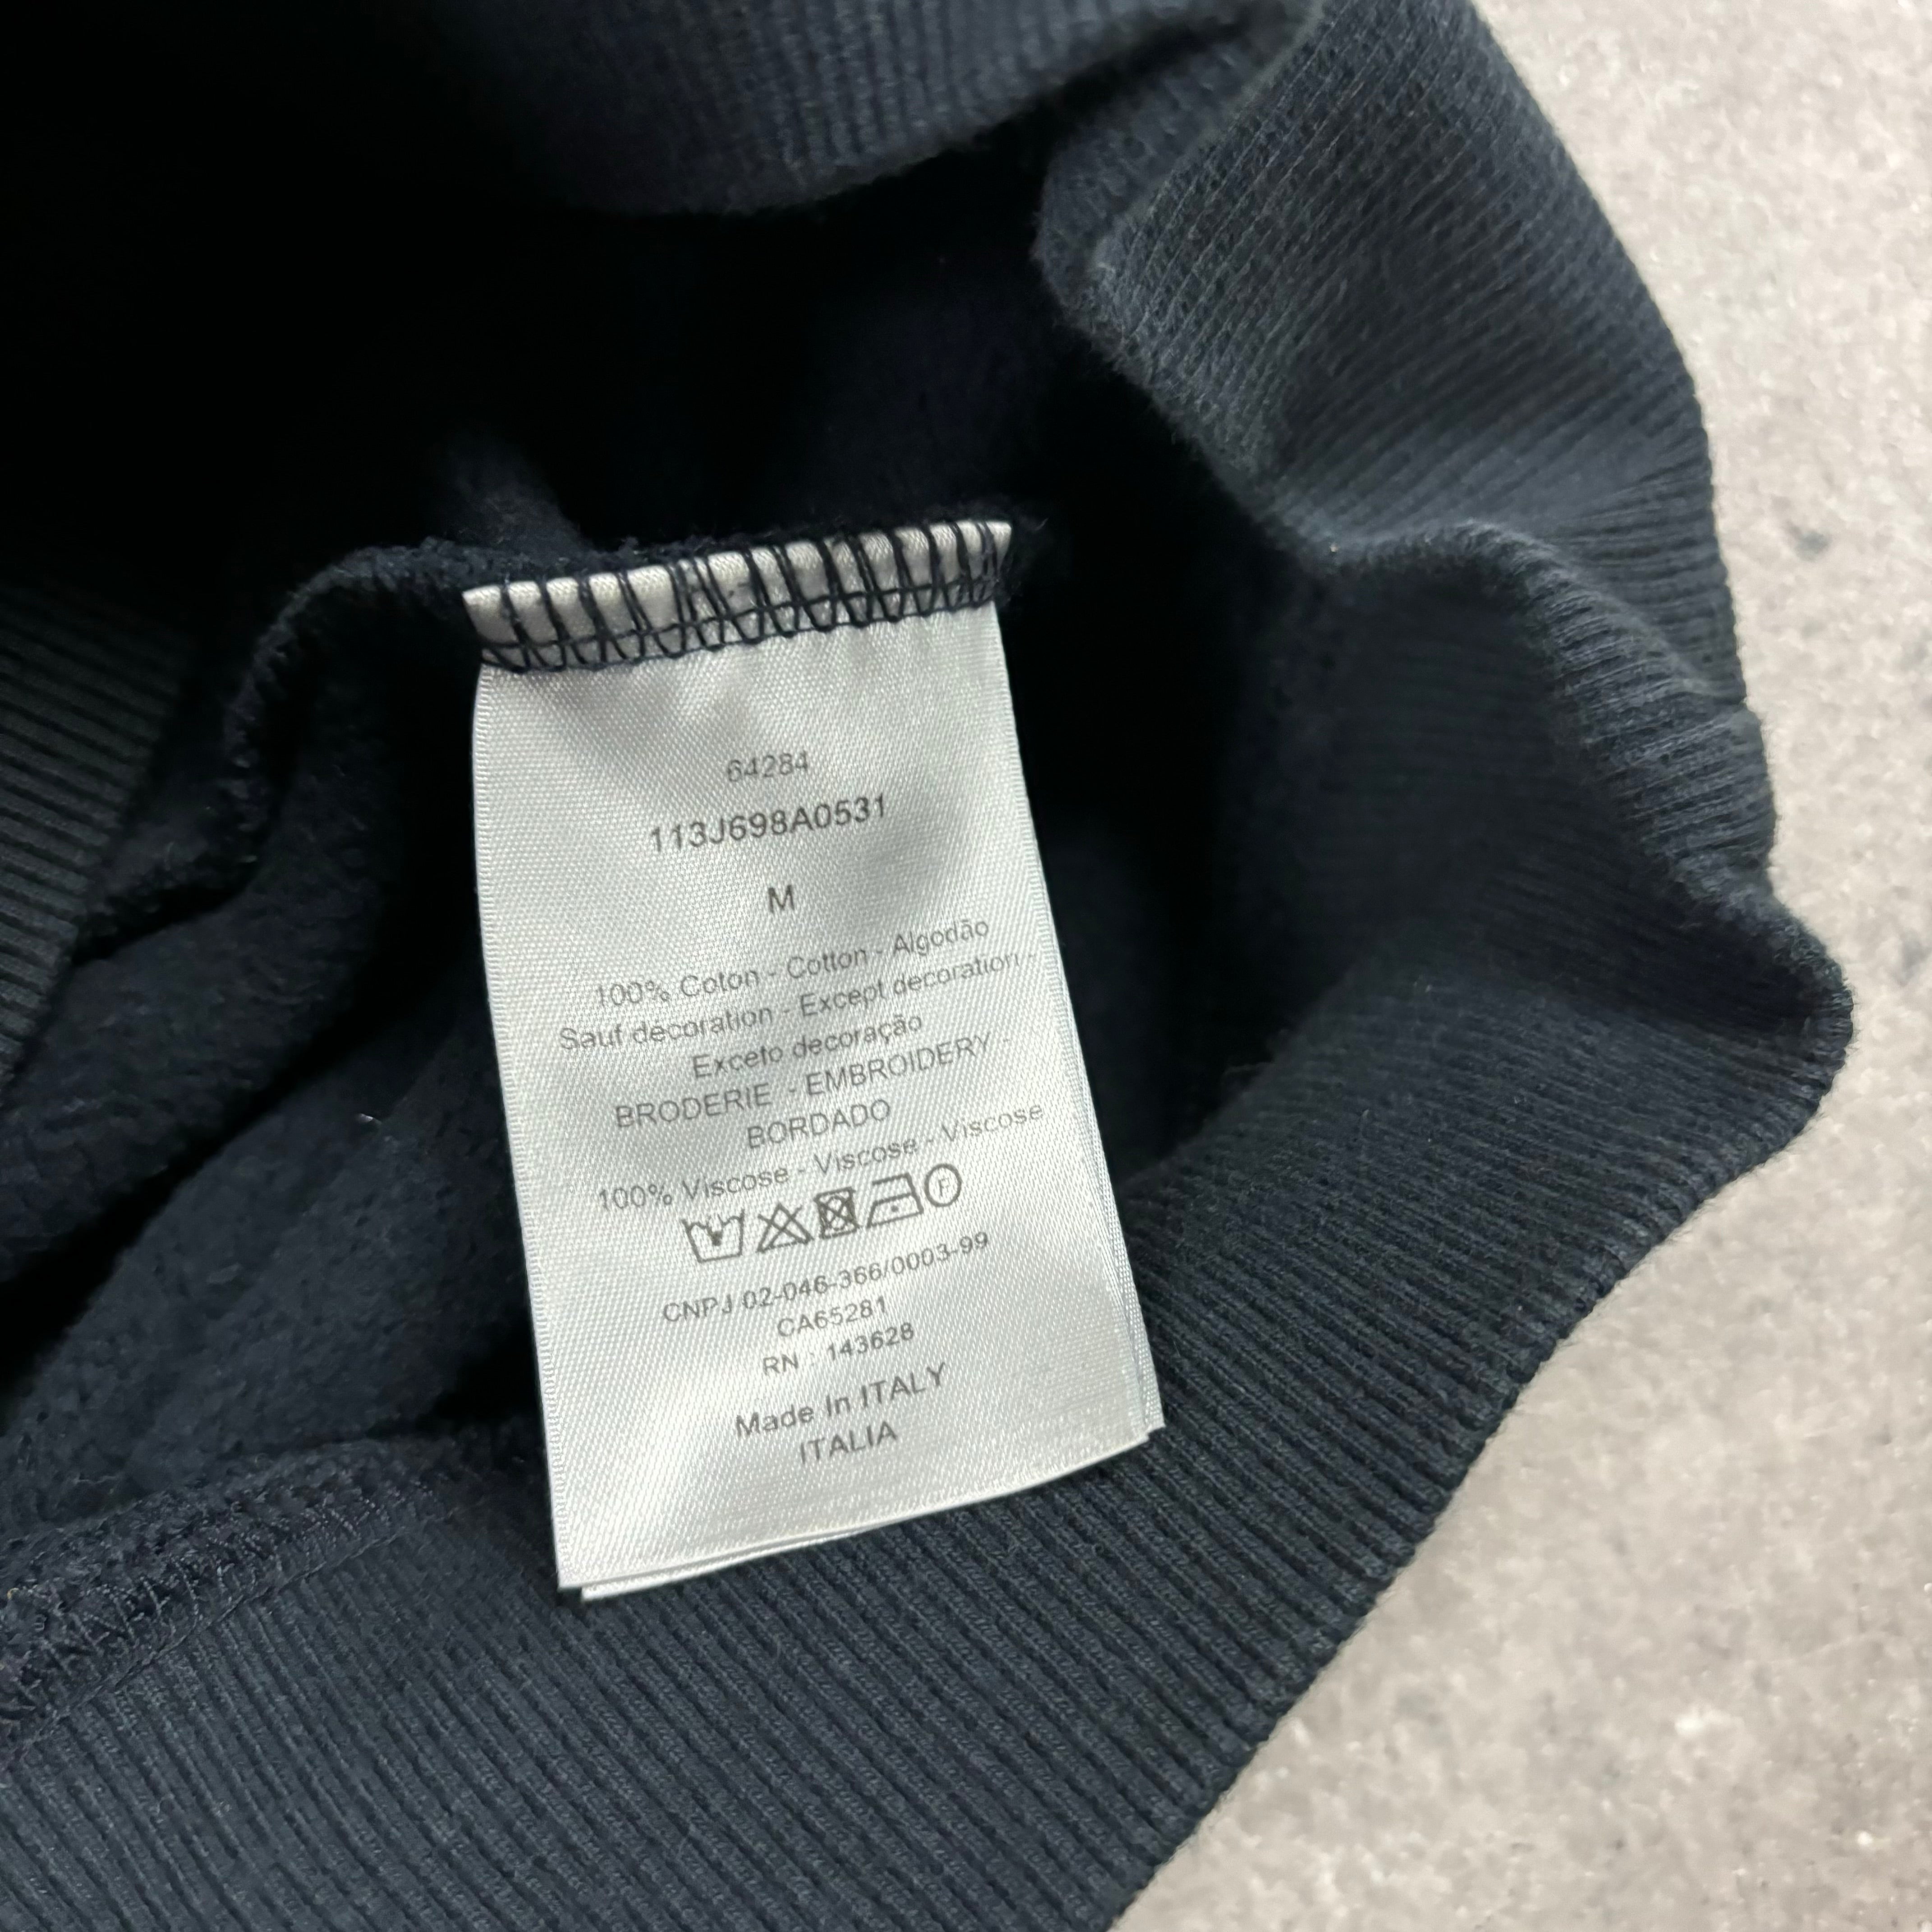 64284
113J698A0531
M
100% Coton - Cotton - Algodão
Sauf decoration - Except decoration -
Exceto decoração
BRODERIE - EMBROIDERY -
BORDADO
100% Viscose - Viscose - Viscose
F
CNPJ 02-046-366/0003-99
CA65281
RN : 143628
Made In ITALY
ITALIA